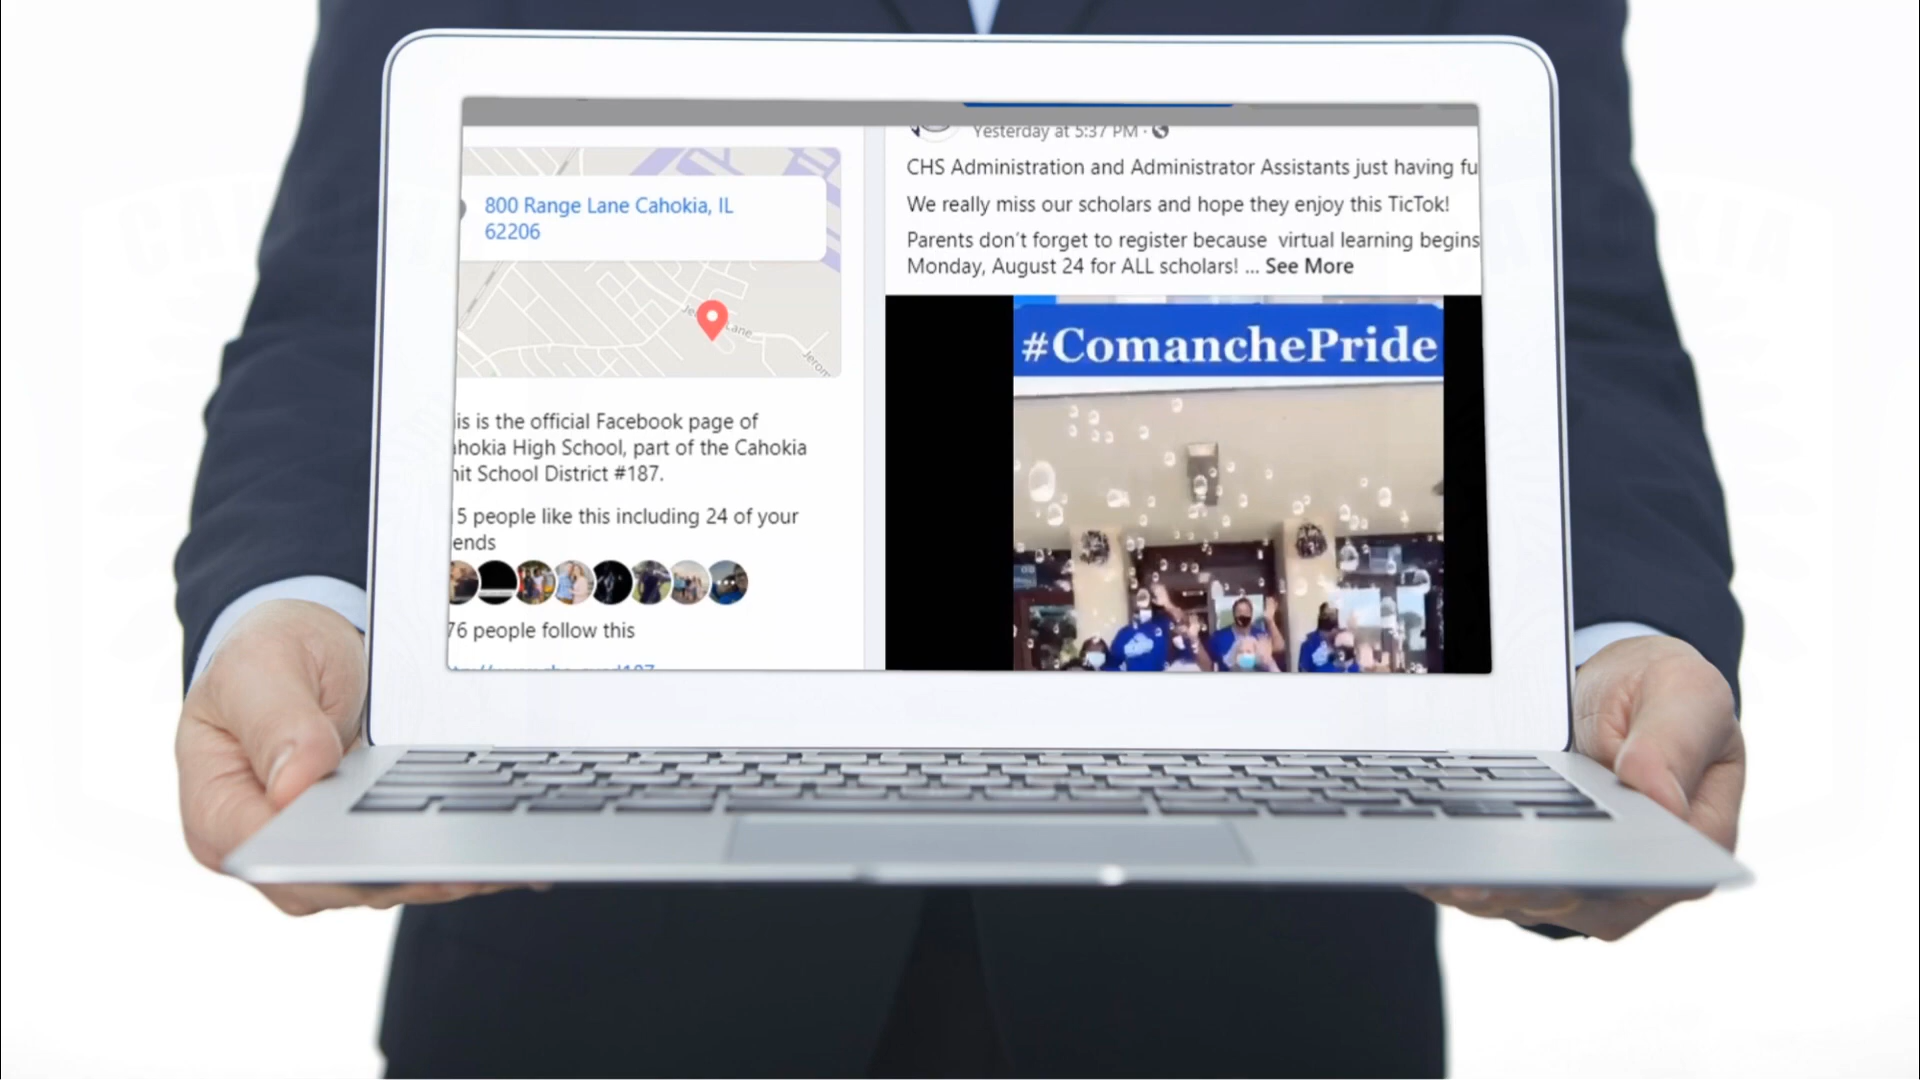 800 Range Lane Cahokia, IL
62206
is is the official Facebook page of
ahokia High School, part of the Cahokia
nit School District #187.
5 people like this including 24 of your
ends
76 people follow this
Yesterday at 5:37 PM ·
CHS Administration and Administrator Assistants just having fu
We really miss our scholars and hope they enjoy this TicTok!
Parents don't forget to register because virtual learning begins
Monday, August 24 for ALL scholars! ... See More
#ComanchePride